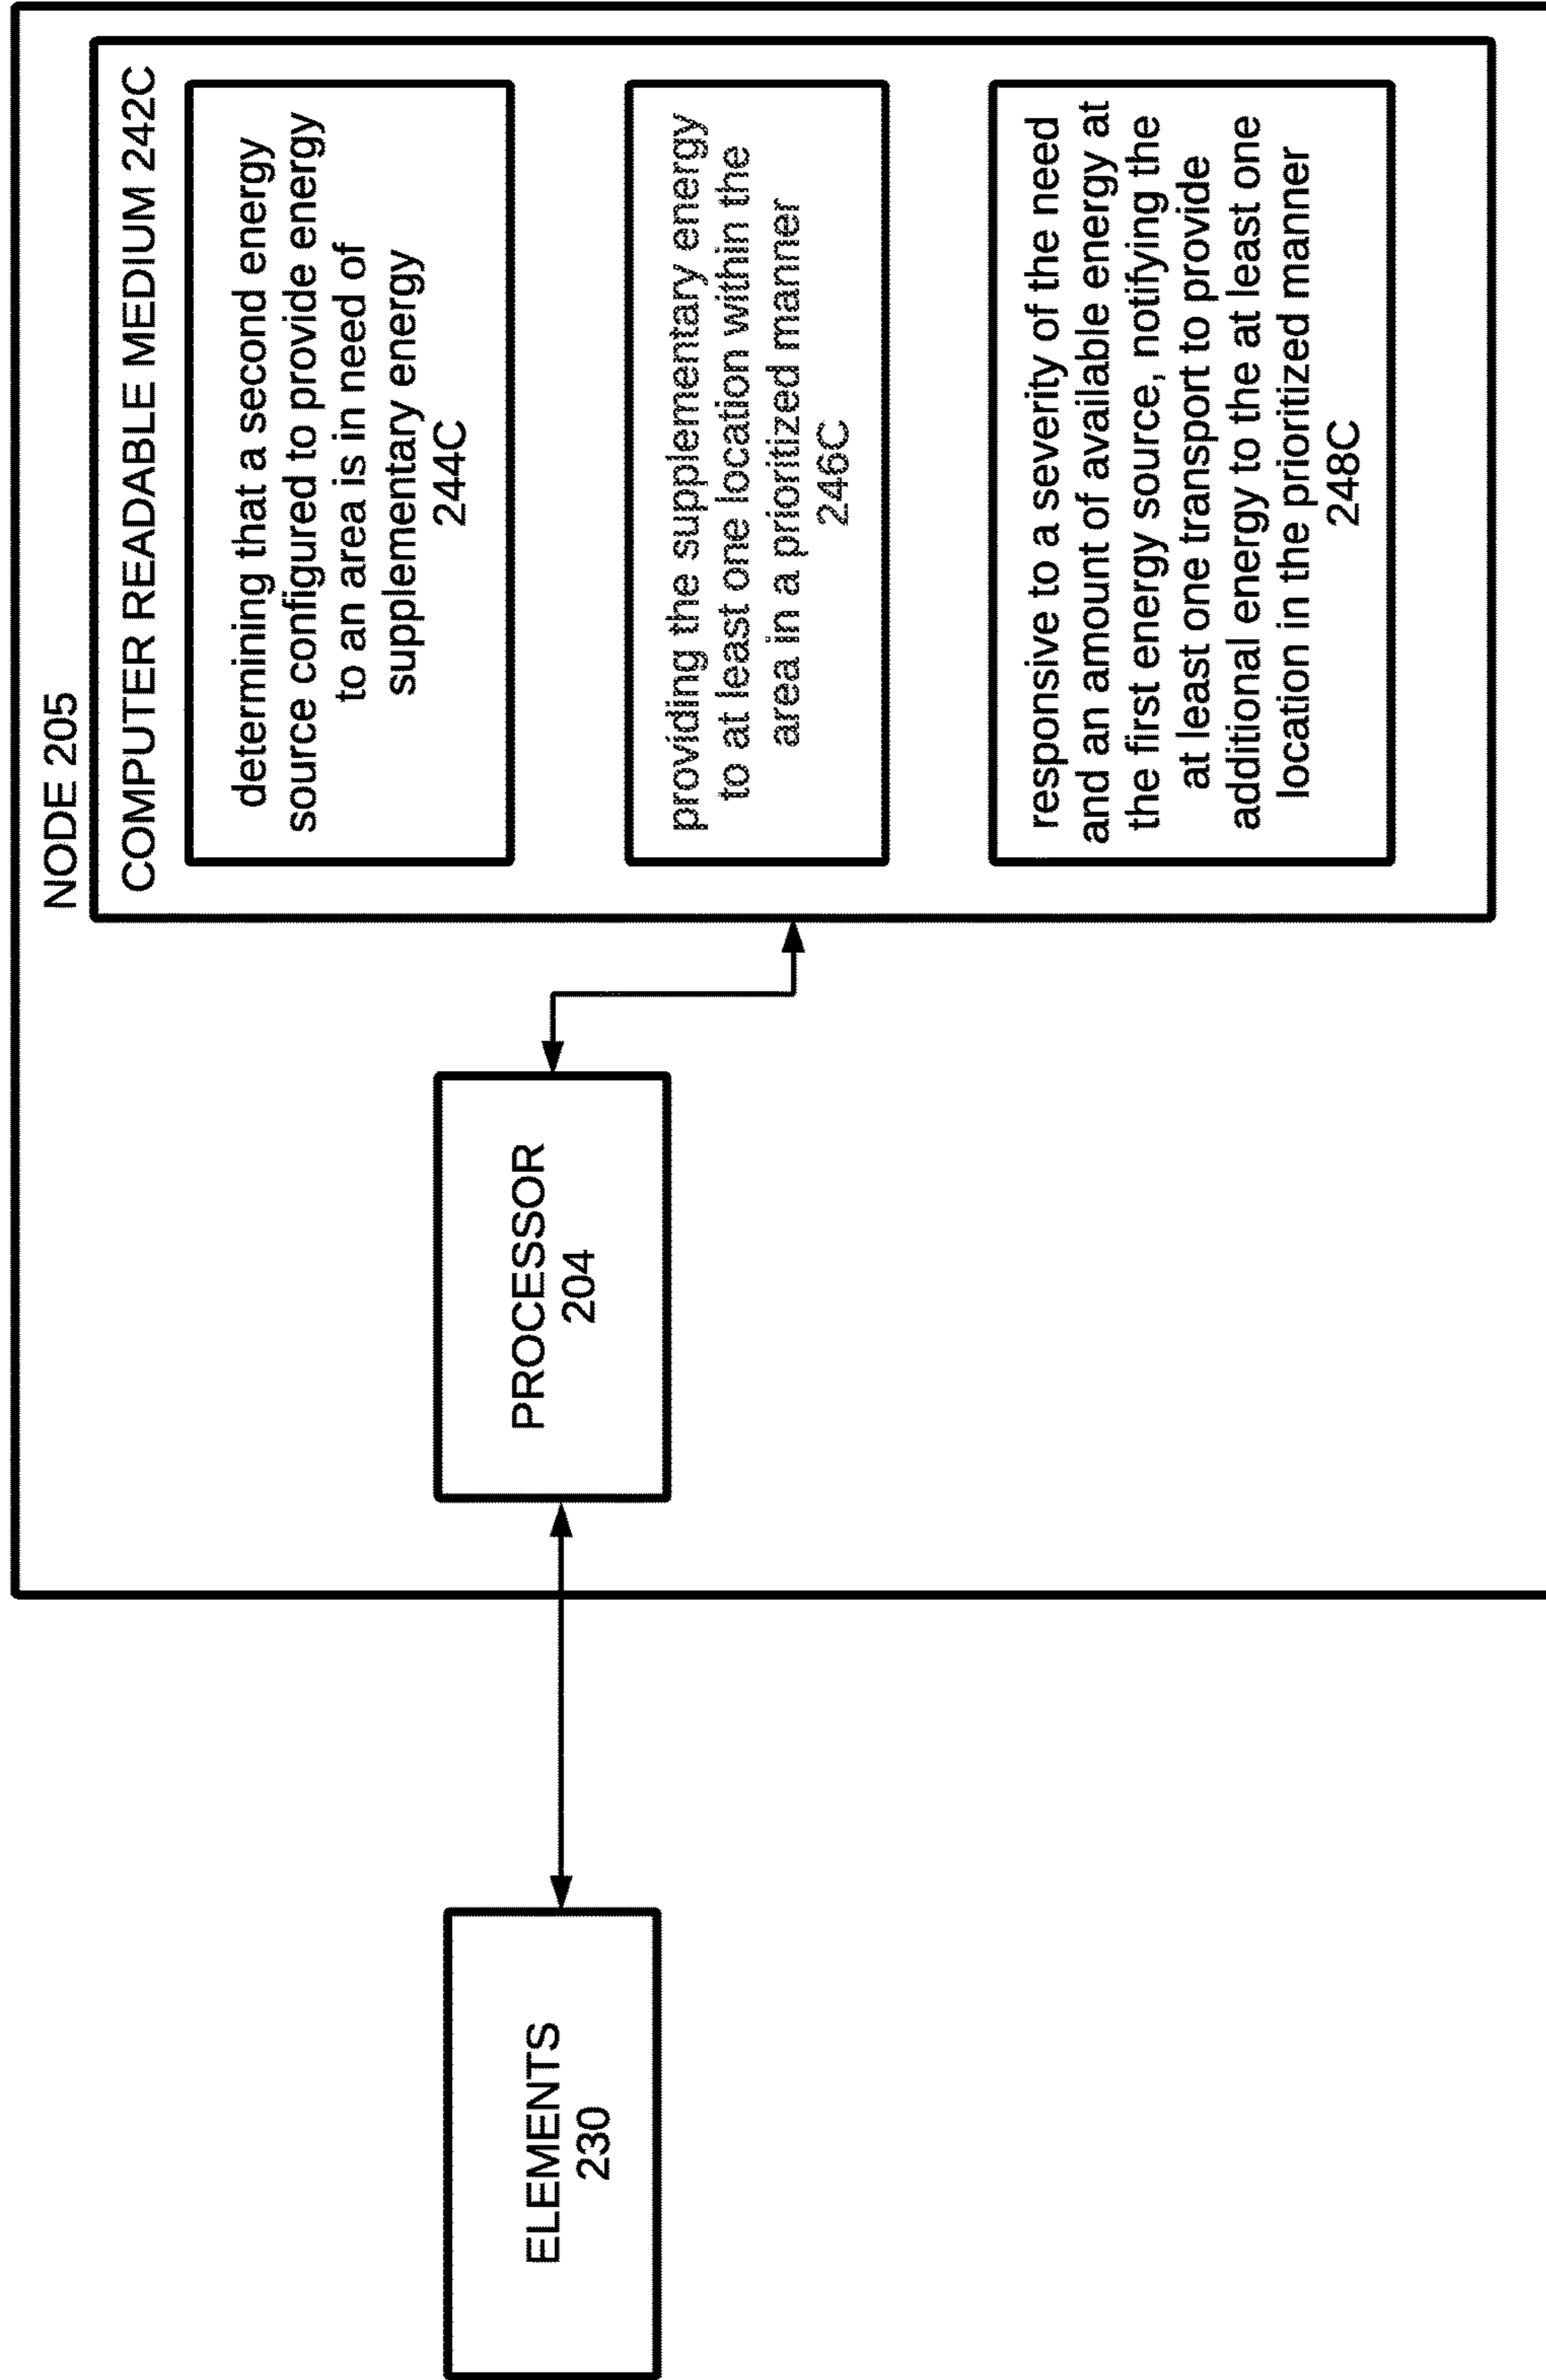 NODE 205
COMPUTER READABLE MEDIUM 242C
determining that a second energy
source configured to provide energy
to an area is in need of
supplementary energy
244C
providing the supplementary energy
to at least one location within the
area in a prioritized manner
246C
responsive to a severity of the need
and an amount of available energy at
the first energy source, notifying the
at least one transport to provide
additional energy to the at least one
location in the prioritized manner
248C
PROCESSOR
204
ELEMENTS
230